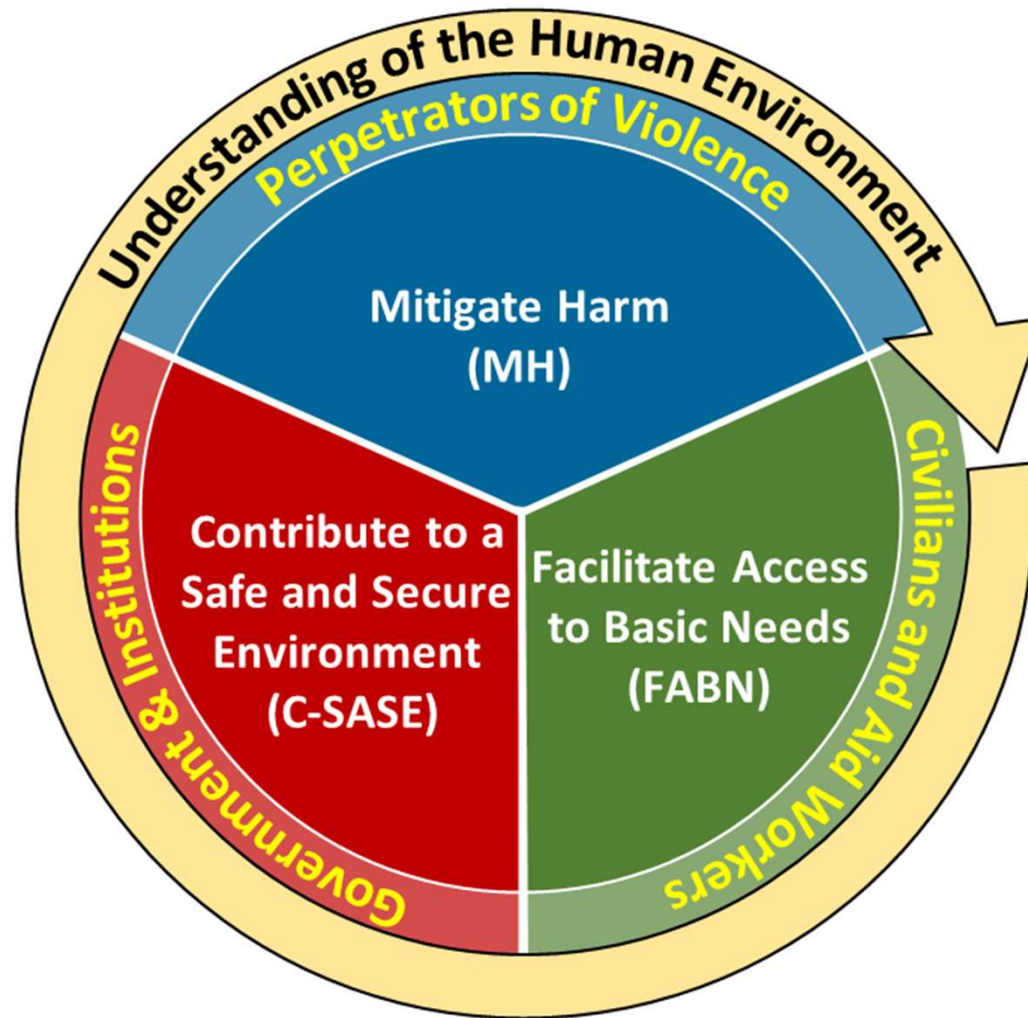 Understanding of the Human Environment
Perpetrators of Violence
Mitigate Harm
(MH)
Government & Institutions
Contribute to a
Safe and Secure
Environment
(C-SASE)
Facilitate Access
to Basic Needs
(FABN)
Civilians and Aid Workers